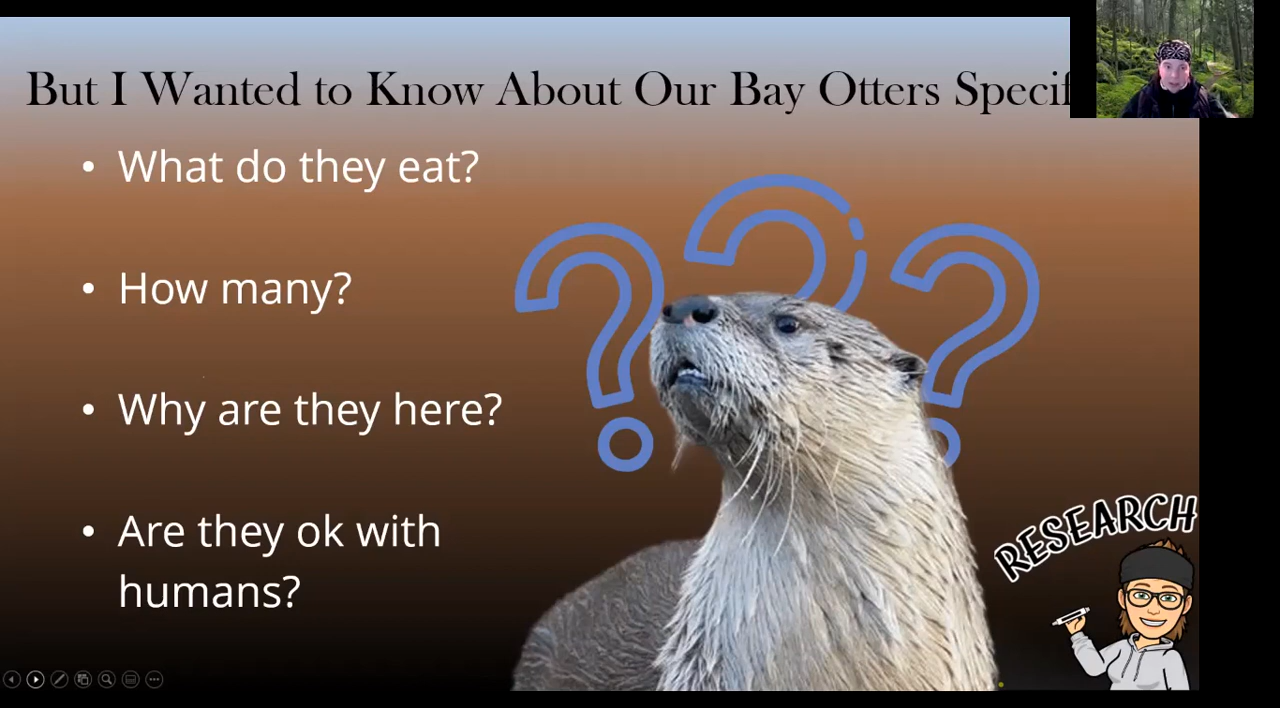 But I Wanted to Know About Our Bay Otters Specif
• What do they eat?
• How many?
• Why are they here?
• Are they ok with
humans?
RESEARCH